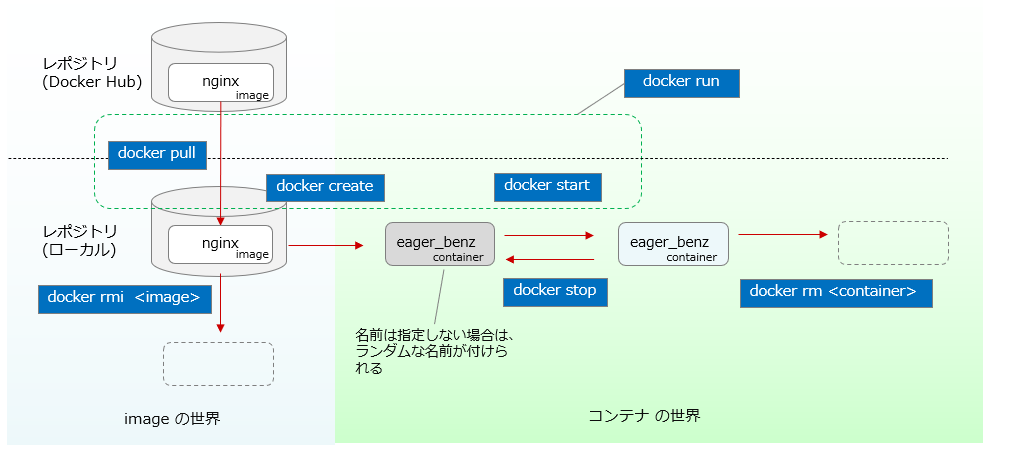 レポジトリ
(Docker Hub)
nginx
image
docker run
docker pull
docker create
docker start
レポジトリ
(ローカル)
nginx
image
eager_benz
container
eager_benz
container
docker stop
docker rmi <image>
docker rm <container>
名前は指定しない場合は、
ランダムな名前が付けら
れる
image の世界
コンテナ の世界